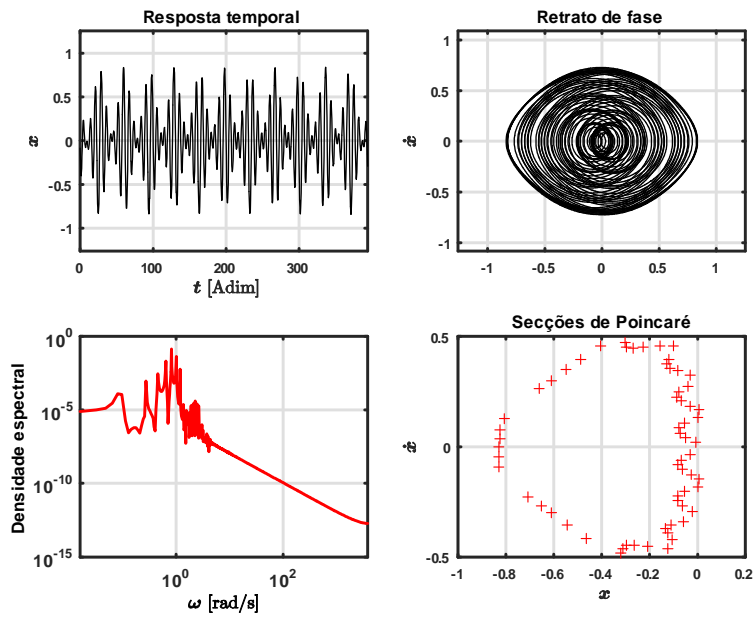 Resposta temporal
1
0.5
0
-0.5
-1
x
0 100 200 300
t [Adim]
Retrato de fase
1
0.5
0
-0.5
-1
ẋ
-1 -0.5 0 0.5 1
x
10^0
10^-5
10^-10
10^-15
Densidade espectral
10^0 10^2
ω [rad/s]
Secções de Poincaré
0.5
0
-0.5
ẋ
-1 -0.8 -0.6 -0.4 -0.2 0 0.2
x